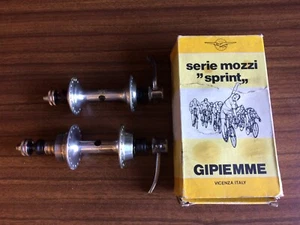 serie mozzi
"sprint„
GIPIEMME
VICENZA ITALY